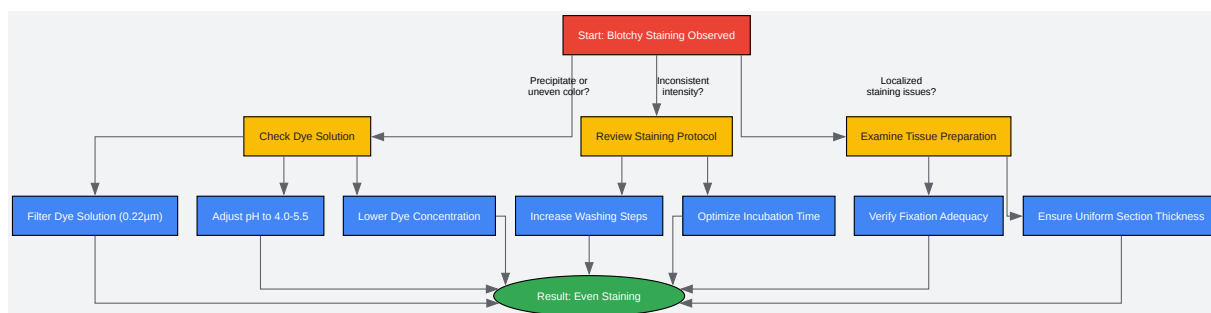 Start: Blotchy Staining Observed
Precipitate or
uneven color?
Inconsistent
intensity?
Localized
staining issues?
Check Dye Solution
Review Staining Protocol
Examine Tissue Preparation
Filter Dye Solution (0.22µm)
Adjust pH to 4.0-5.5
Lower Dye Concentration
Increase Washing Steps
Optimize Incubation Time
Verify Fixation Adequacy
Ensure Uniform Section Thickness
Result: Even Staining